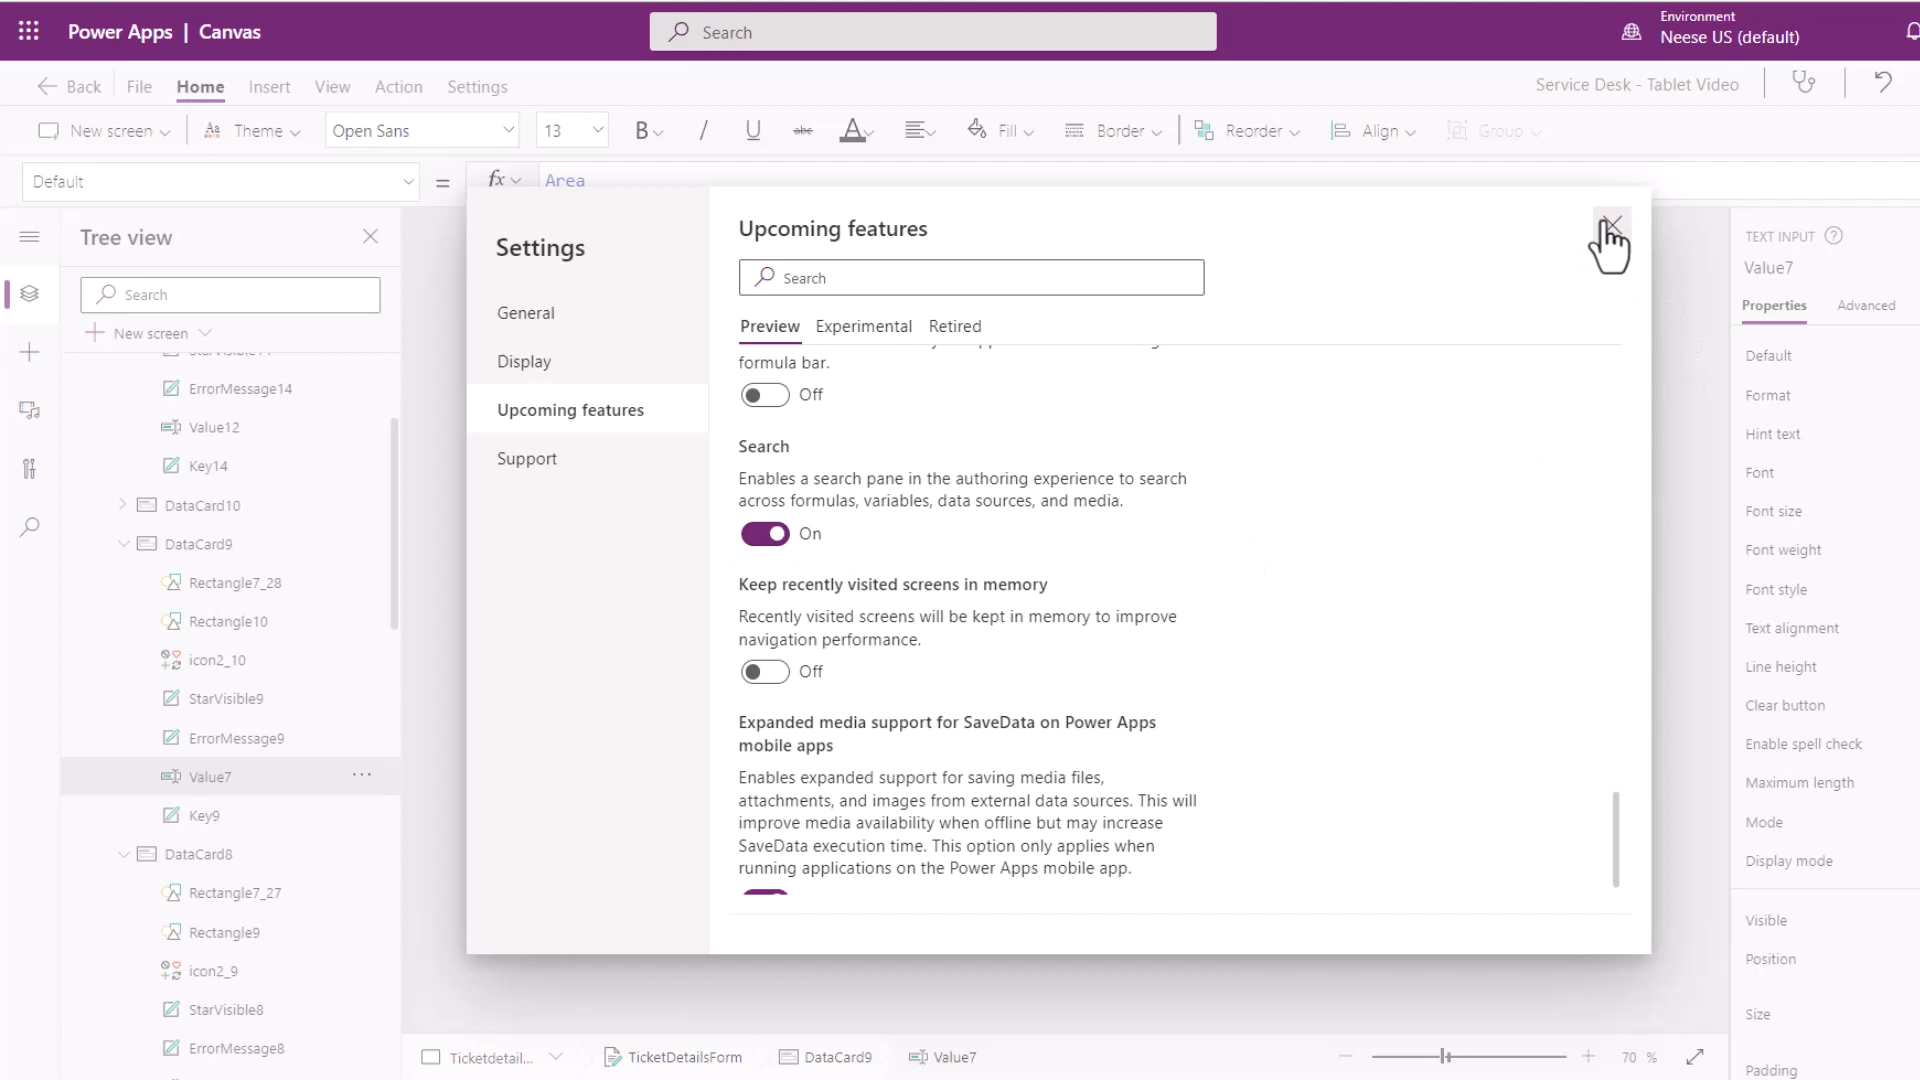 Power Apps | Canvas
Search
Environment
Neese US (default)
Back
File
Home
Insert
View
Action
Settings
Service Desk - Tablet Video
New screen
Theme
Open Sans
13
B
I
U
abc
A
Fill
Border
Reorder
Align
Group
Default
=
fx
Area
Tree view
Search
New screen
ErrorMessage14
Value12
Key14
DataCard10
DataCard9
Rectangle7_28
Rectangle10
icon2_10
StarVisible9
ErrorMessage9
Value7
Key9
DataCard8
Rectangle7_27
Rectangle9
icon2_9
StarVisible8
ErrorMessage8
Settings
General
Display
Upcoming features
Support
Upcoming features
Search
Preview
Experimental
Retired
formula bar.
Off
Search
Enables a search pane in the authoring experience to search
across formulas, variables, data sources, and media.
On
Keep recently visited screens in memory
Recently visited screens will be kept in memory to improve
navigation performance.
Off
Expanded media support for SaveData on Power Apps
mobile apps
Enables expanded support for saving media files,
attachments, and images from external data sources. This will
improve media availability when offline but may increase
SaveData execution time. This option only applies when
running applications on the Power Apps mobile app.
TEXT INPUT
Value7
Properties
Advanced
Default
Format
Hint text
Font
Font size
Font weight
Font style
Text alignment
Line height
Clear button
Enable spell check
Maximum length
Mode
Display mode
Visible
Position
Size
Padding
Ticketdetail...
TicketDetailsForm
DataCard9
Value7
70 %